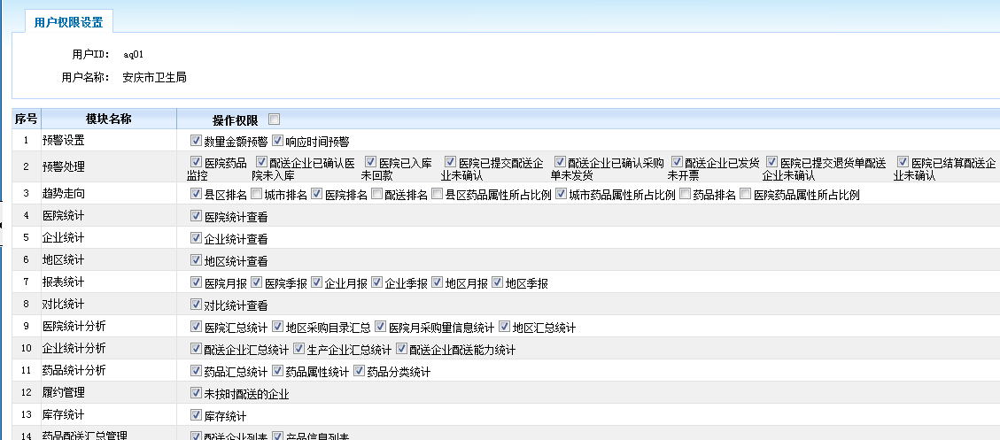 用户权限设置
用户ID: aq01
用户名称: 安庆市卫生局
序号 模块名称 操作权限
1 预警设置 数量金额预警 响应时间预警
2 预警处理 医院药品监控 配送企业已确认医院未入库 医院已入库未回款 医院已提交配送企业未确认 配送企业已确认采购单未发货 配送企业已发货未开票 医院已提交退货单配送企业未确认 医院已结算配送企业未确认
3 趋势走向 县区排名 城市排名 医院排名 配送排名 县区药品属性所占比例 城市药品属性所占比例 药品排名 医院药品属性所占比例
4 医院统计 医院统计查看
5 企业统计 企业统计查看
6 地区统计 地区统计查看
7 报表统计 医院月报 医院季报 企业月报 企业季报 地区月报 地区季报
8 对比统计 对比统计查看
9 医院统计分析 医院汇总统计 地区采购目录汇总 医院月采购量信息统计 地区汇总统计
10 企业统计分析 配送企业汇总统计 生产企业汇总统计 配送企业配送能力统计
11 药品统计分析 药品汇总统计 药品属性统计 药品分类统计
12 履约管理 未按时配送的企业
13 库存统计 库存统计
14 药品配送汇总管理 配送企业列表 产品信息列表